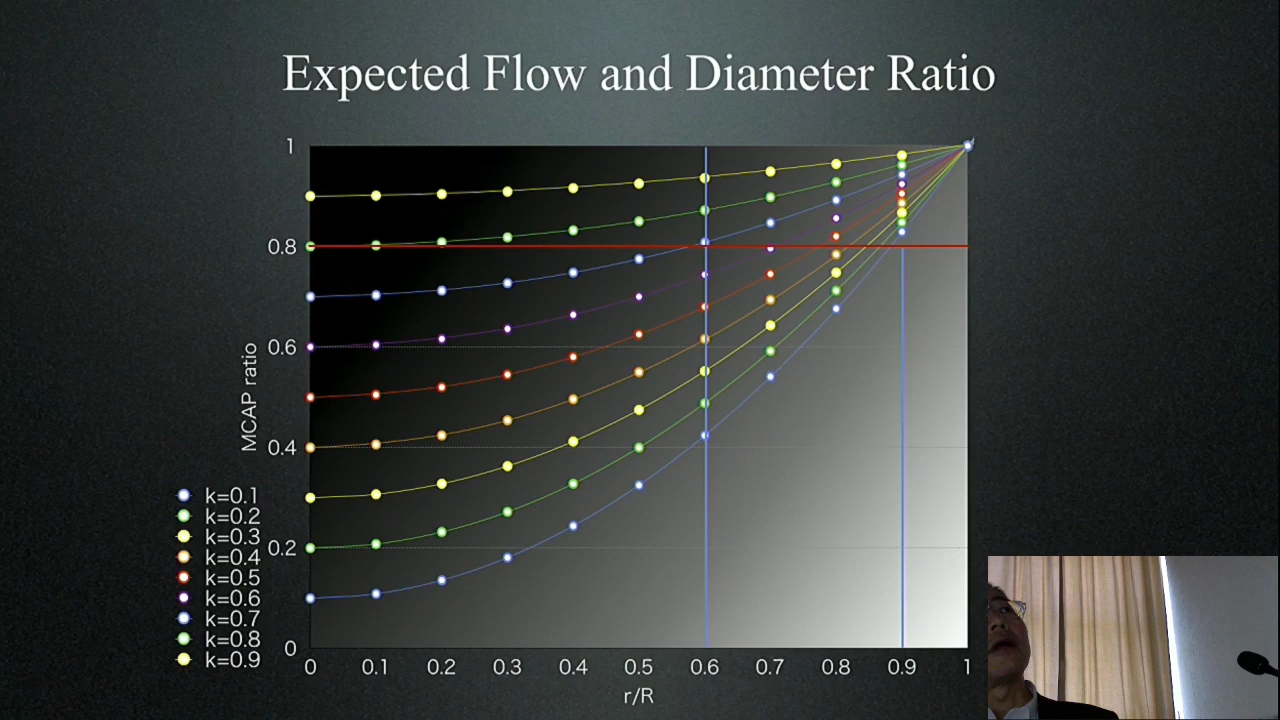 Expected Flow and Diameter Ratio
1
0.8
0.6
0.4
0.2
0
MCAP ratio
k=0.1
k=0.2
k=0.3
k=0.4
k=0.5
k=0.6
k=0.7
k=0.8
k=0.9
0 0.1 0.2 0.3 0.4 0.5 0.6 0.7 0.8 0.9 1
r/R